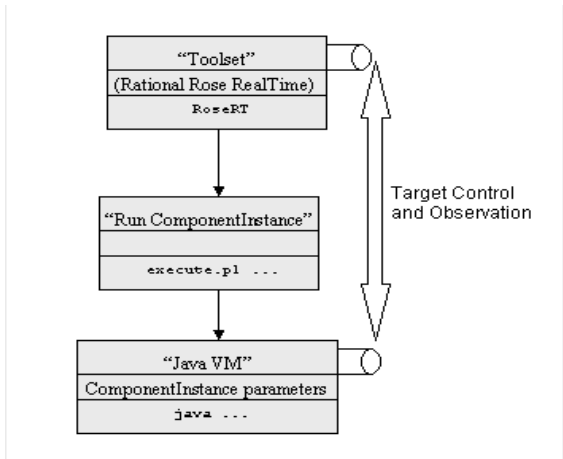 “Toolset”
(Rational Rose RealTime)
RoseRT
Target Control
and Observation
“Run ComponentInstance”
execute.pl ...
“Java VM”
ComponentInstance parameters
java ...